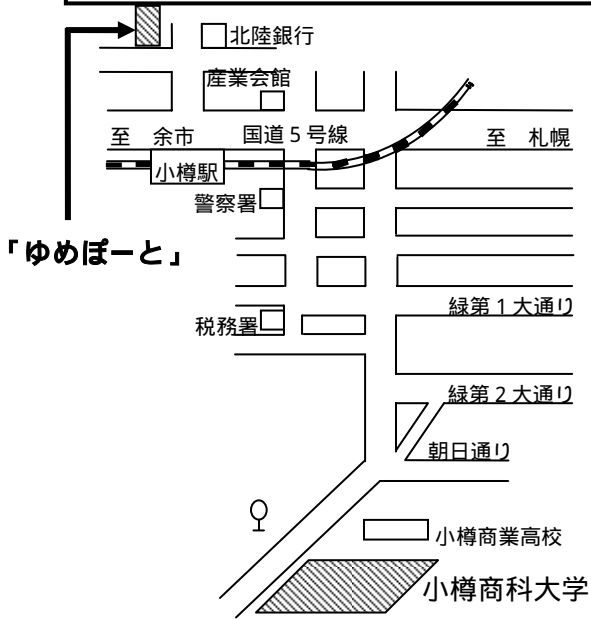 北陸銀行
産業会館
至　余市
国道５号線
至　札幌
小樽駅
警察署
「ゆめぽーと」
緑第１大通り
税務署
緑第２大通り
朝日通り
小樽商業高校
小樽商科大学